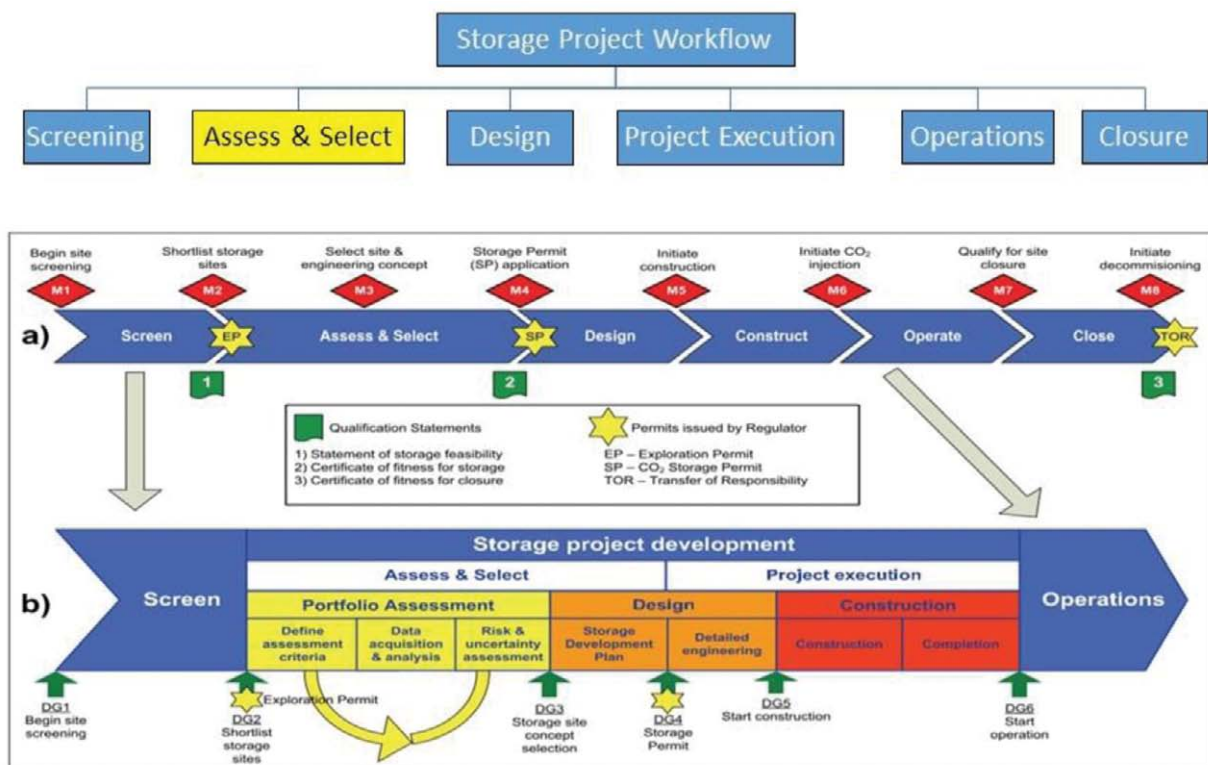 Storage Project Workflow
Screening
Assess & Select
Design
Project Execution
Operations
Closure
Begin site
screening
Shortlist storage
sites
Select site &
engineering concept
Storage Permit
(SP) application
Initiate
construction
Initiate CO₂
injection
Qualify for site
closure
Initiate
decommisioning
M1
M2
M3
M4
M5
M6
M7
M8
a)
Screen
EP
Assess & Select
SP
Design
Construct
Operate
Close
TOR
1
2
3
Qualification Statements
1) Statement of storage feasibility
2) Certificate of fitness for storage
3) Certificate of fitness for closure
Permits issued by Regulator
EP – Exploration Permit
SP – CO₂ Storage Permit
TOR – Transfer of Responsibility
b)
Screen
Storage project development
Assess & Select
Project execution
Portfolio Assessment
Design
Construction
Define
assessment
criteria
Data
acquisition
& analysis
Risk &
uncertainty
assessment
Storage
Development
Plan
Detailed
engineering
Construction
Completion
Operations
DG1
Begin site
screening
Exploration Permit
DG2
Shortlist
storage
sites
DG3
Storage site
concept
selection
DG4
Storage
Permit
DG5
Start construction
DG6
Start
operation